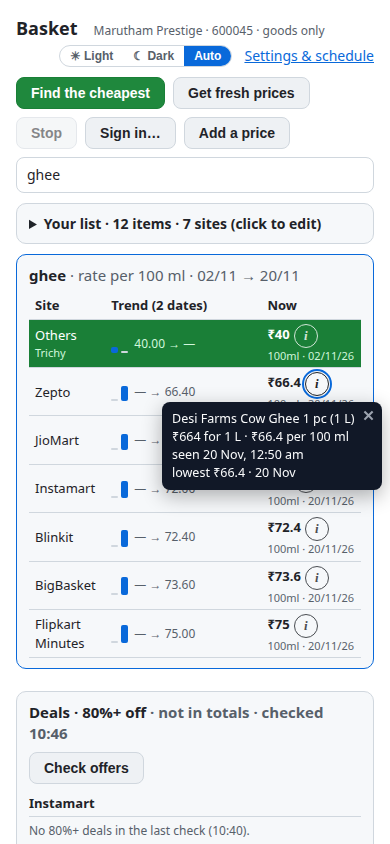 Basket Marutham Prestige · 600045 · goods only
☀ Light ☾ Dark Auto Settings & schedule
Find the cheapest Get fresh prices
Stop Sign in… Add a price
ghee
▶ Your list · 12 items · 7 sites (click to edit)
ghee · rate per 100 ml · 02/11 → 20/11
Site Trend (2 dates) Now
Others 40.00 → — ₹40 i
Trichy 100ml · 02/11/26
Zepto — → 66.40 ₹66.4 i
Desi Farms Cow Ghee 1 pc (1 L) ✕
₹664 for 1 L · ₹66.4 per 100 ml
seen 20 Nov, 12:50 am
lowest ₹66.4 · 20 Nov
JioMart —
Instamart —
100ml · 20/11/26
Blinkit — → 72.40 ₹72.4 i
100ml · 20/11/26
BigBasket — → 73.60 ₹73.6 i
100ml · 20/11/26
Flipkart Minutes — → 75.00 ₹75 i
100ml · 20/11/26
Deals · 80%+ off · not in totals · checked
10:46
Check offers
Instamart
No 80%+ deals in the last check (10:40).